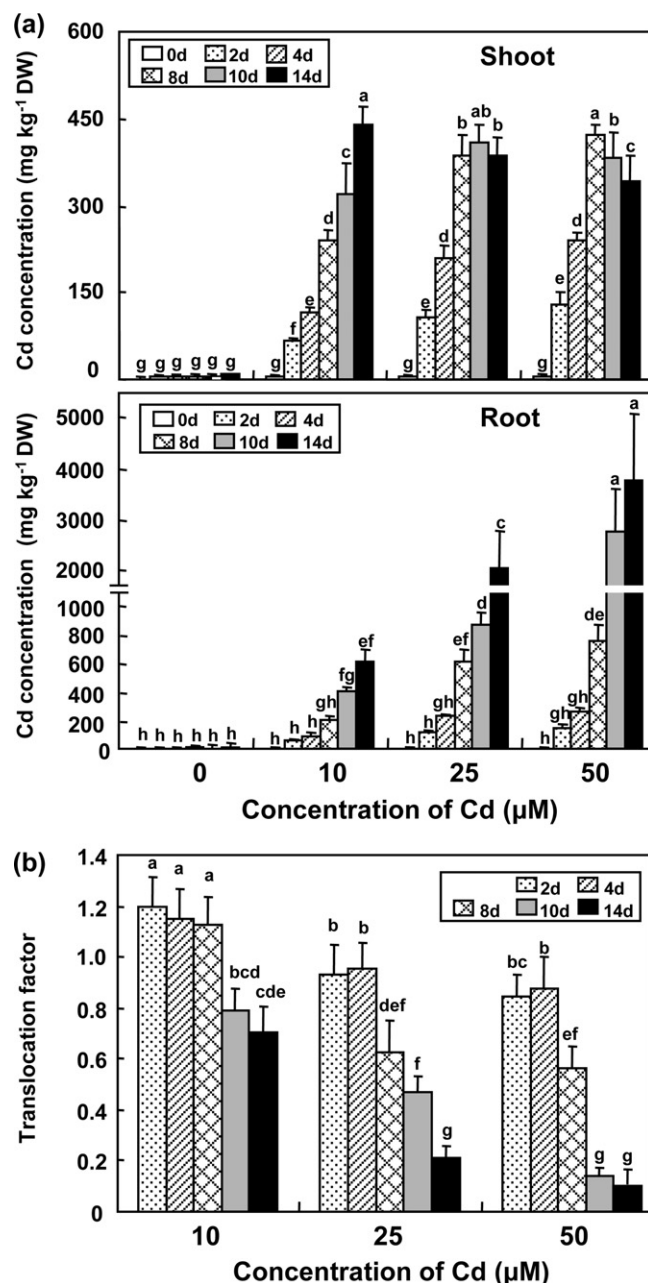 (a)
600
450
300
150
0
Cd concentration (mg kg⁻¹ DW)
0d 2d 4d
8d 10d 14d
Shoot
g g g g g g
g f e d c a
g e d b ab b
g e d a b c
5000
4000
3000
2000
1000
800
600
400
200
0
Cd concentration (mg kg⁻¹ DW)
0d 2d 4d
8d 10d 14d
Root
h h h h h h
h h h gh fg ef
h h gh ef d c
h gh gh de a a
0 10 25 50
Concentration of Cd (µM)
(b)
1.4
1.2
1.0
0.8
0.6
0.4
0.2
0
Translocation factor
2d 4d
8d 10d 14d
a a a bcd cde
b b def f g
bc b ef g g
10 25 50
Concentration of Cd (µM)